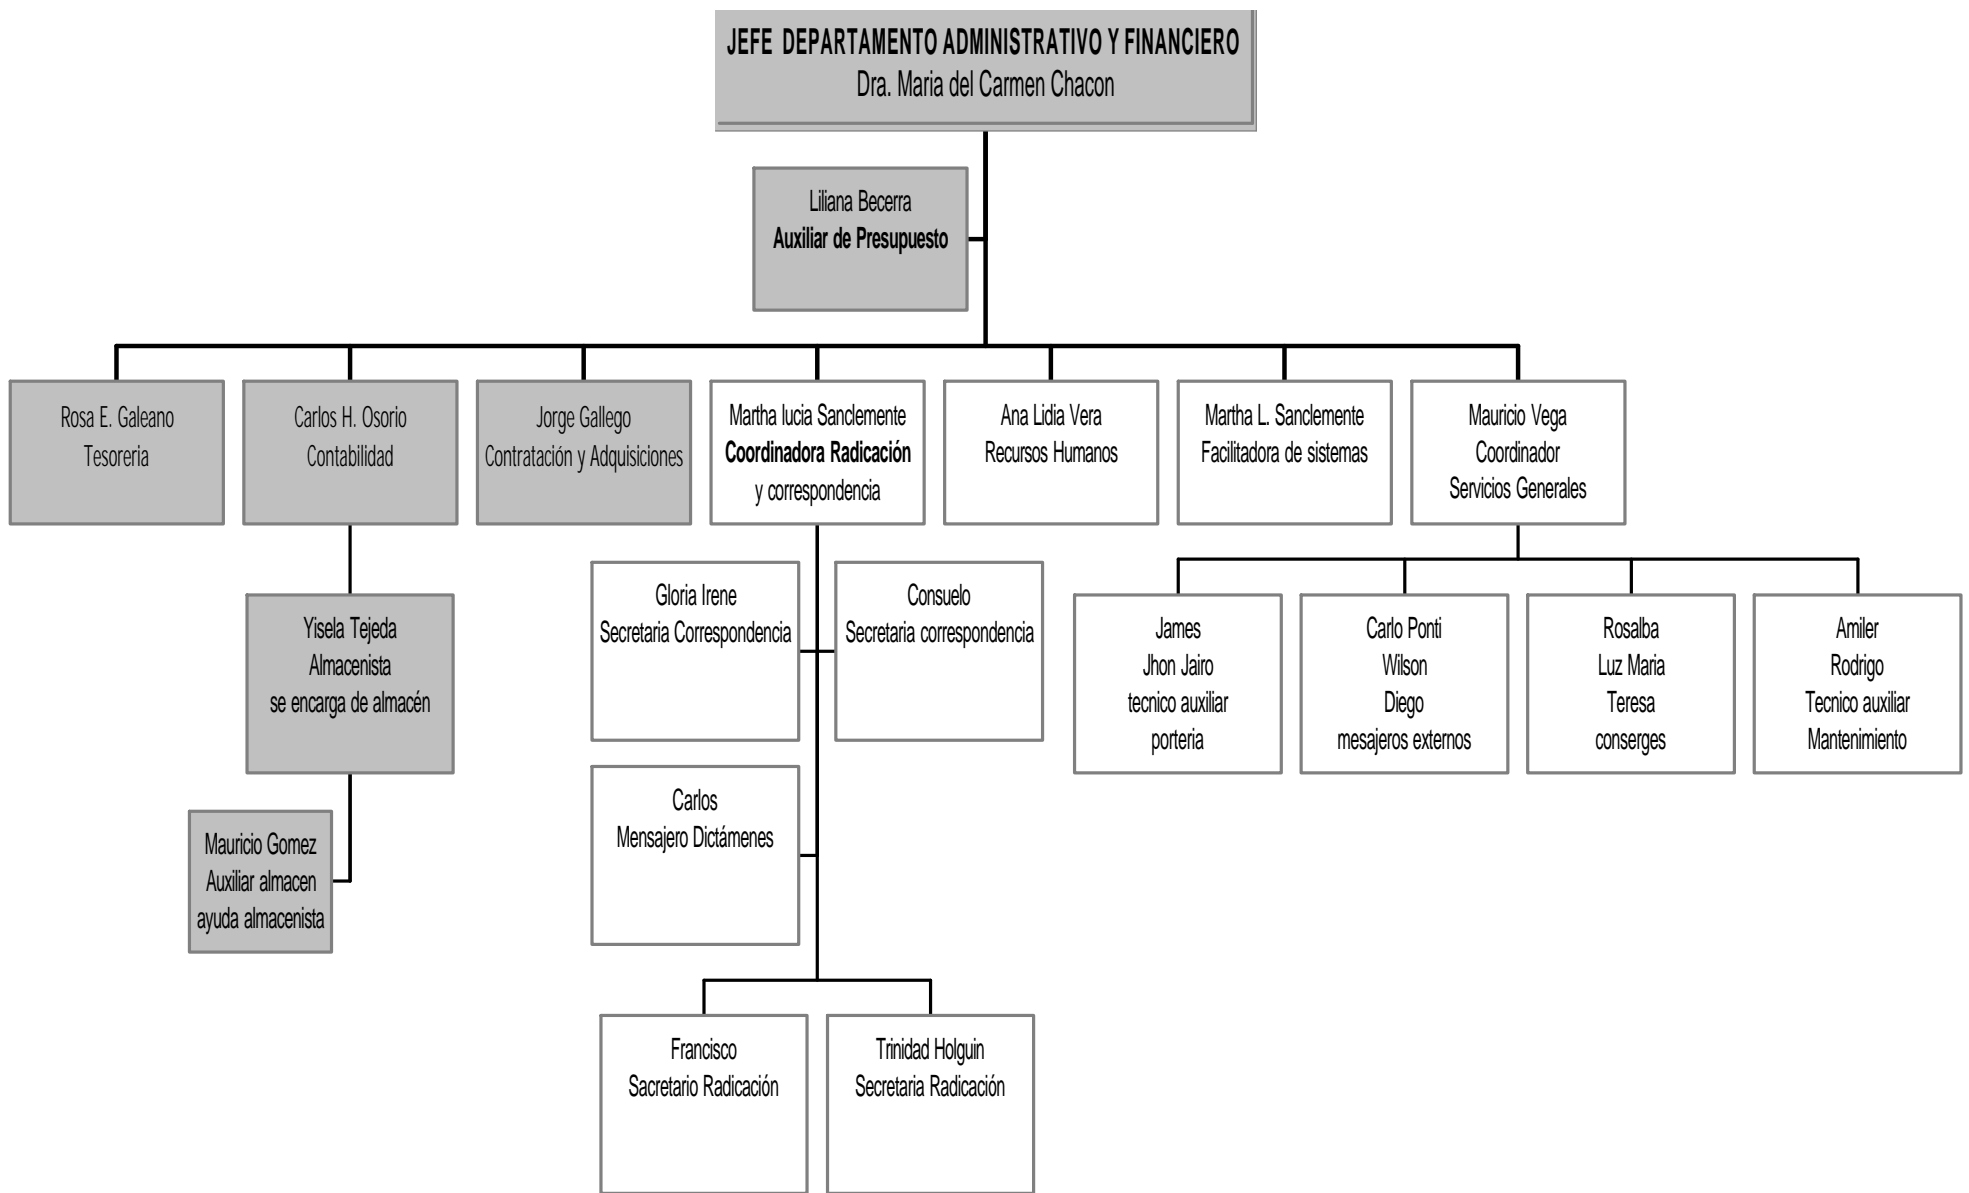 JEFE DEPARTAMENTO ADMINISTRATIVO Y FINANCIERO
Dra. Maria del Carmen Chacon
Liliana Becerra
Auxiliar de Presupuesto
Rosa E. Galeano
Tesoreria
Carlos H. Osorio
Contabilidad
Jorge Gallego
Contratación y Adquisiciones
Martha lucia Sanclemente
Coordinadora Radicación
y correspondencia
Ana Lidia Vera
Recursos Humanos
Martha L. Sanclemente
Facilitadora de sistemas
Mauricio Vega
Coordinador
Servicios Generales
Gloria Irene
Secretaria Correspondencia
Consuelo
Secretaria correspondencia
Yisela Tejeda
Almacenista
se encarga de almacén
James
Jhon Jairo
tecnico auxiliar
porteria
Carlo Ponti
Wilson
Diego
mesajeros externos
Rosalba
Luz Maria
Teresa
conserges
Amiler
Rodrigo
Tecnico auxiliar
Mantenimiento
Carlos
Mensajero Dictámenes
Mauricio Gomez
Auxiliar almacen
ayuda almacenista
Francisco
Sacretario Radicación
Trinidad Holguin
Secretaria Radicación